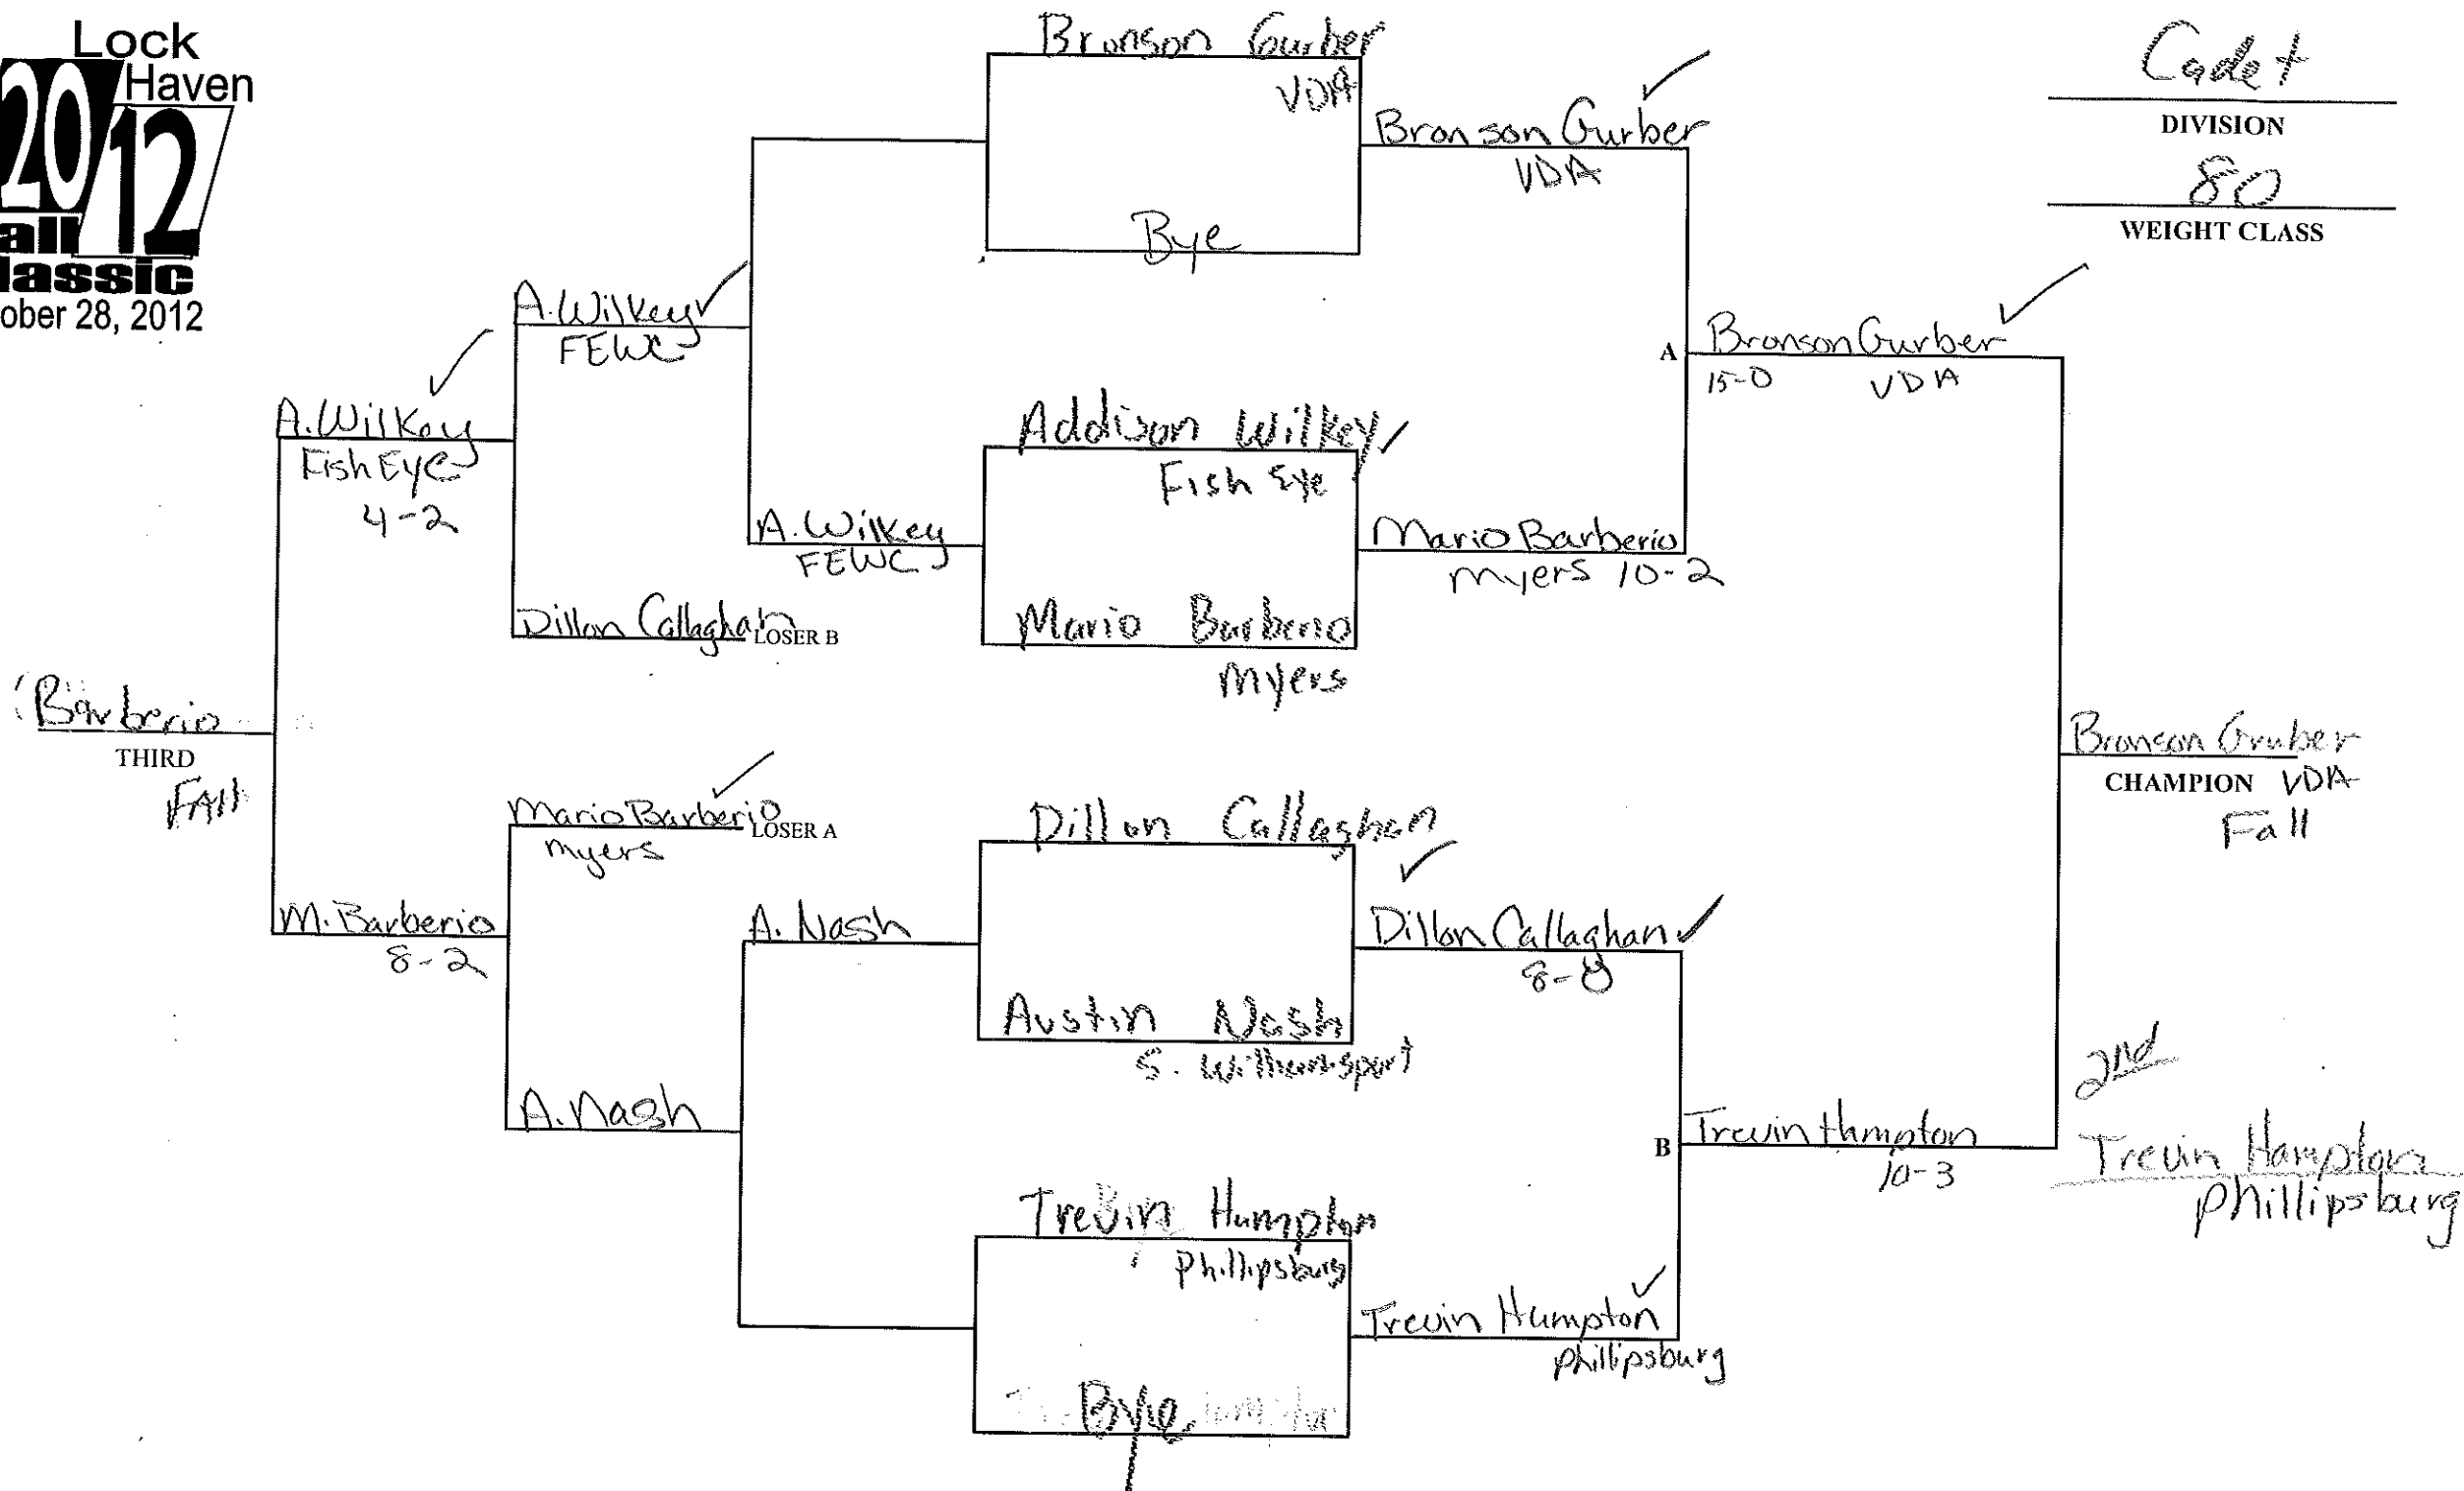 Lock
Haven
2012
all
lassic
ober 28, 2012
Cadet
DIVISION
80
WEIGHT CLASS
Bronson Gurber
VDA
Bye
Addison Wilkey
Fish Eye
Mario Barberio
Myers
Dillon Callaghan
Austin Nash
S. Williamsport
Trevin Hampton
Phillipsburg
Bye
Bronson Gurber
VDA
Mario Barberio
Myers 10-2
Dillon Callaghan
8-0
Trevin Hampton
Phillipsburg
A
Bronson Gurber
15-0 VDA
B
Trevin Hampton
10-3
Bronson Gruber
CHAMPION VDA
Fall
2nd
Trevin Hampton
Phillipsburg
A. Wilkey
FEWC
A. Nash
A. Wilkey
FEWC
Dillon Callaghan
LOSER B
Mario Barberio
LOSER A
Myers
A. Nash
A. Wilkey
Fish Eye
4-2
M. Barberio
8-2
Barberio
THIRD
FAll